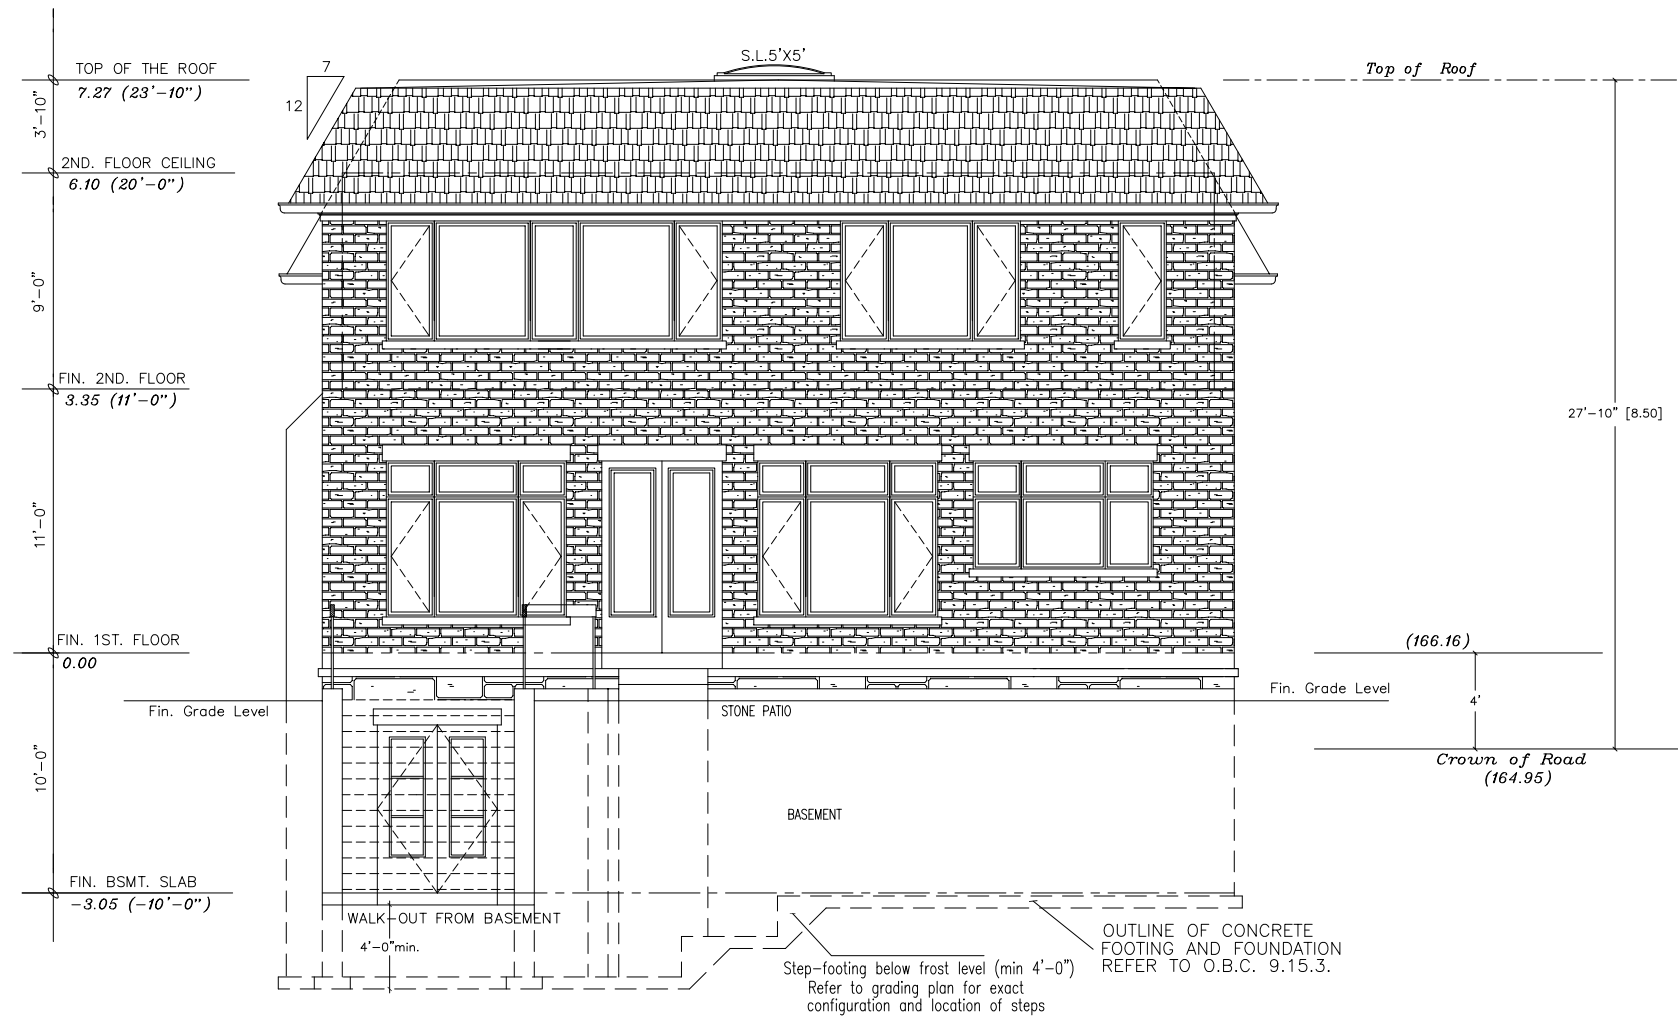 S.L.5'X5'
TOP OF THE ROOF
7.27 (23'-10")
7
12
Top of Roof
3'-10"
2ND. FLOOR CEILING
6.10 (20'-0")
9'-0"
FIN. 2ND. FLOOR
3.35 (11'-0")
27'-10" [8.50]
11'-0"
FIN. 1ST. FLOOR
0.00
(166.16)
Fin. Grade Level
Fin. Grade Level
4'
STONE PATIO
Crown of Road
(164.95)
10'-0"
BASEMENT
FIN. BSMT. SLAB
-3.05 (-10'-0")
WALK-OUT FROM BASEMENT
4'-0"min.
OUTLINE OF CONCRETE
FOOTING AND FOUNDATION
REFER TO O.B.C. 9.15.3.
Step-footing below frost level (min 4'-0")
Refer to grading plan for exact
configuration and location of steps